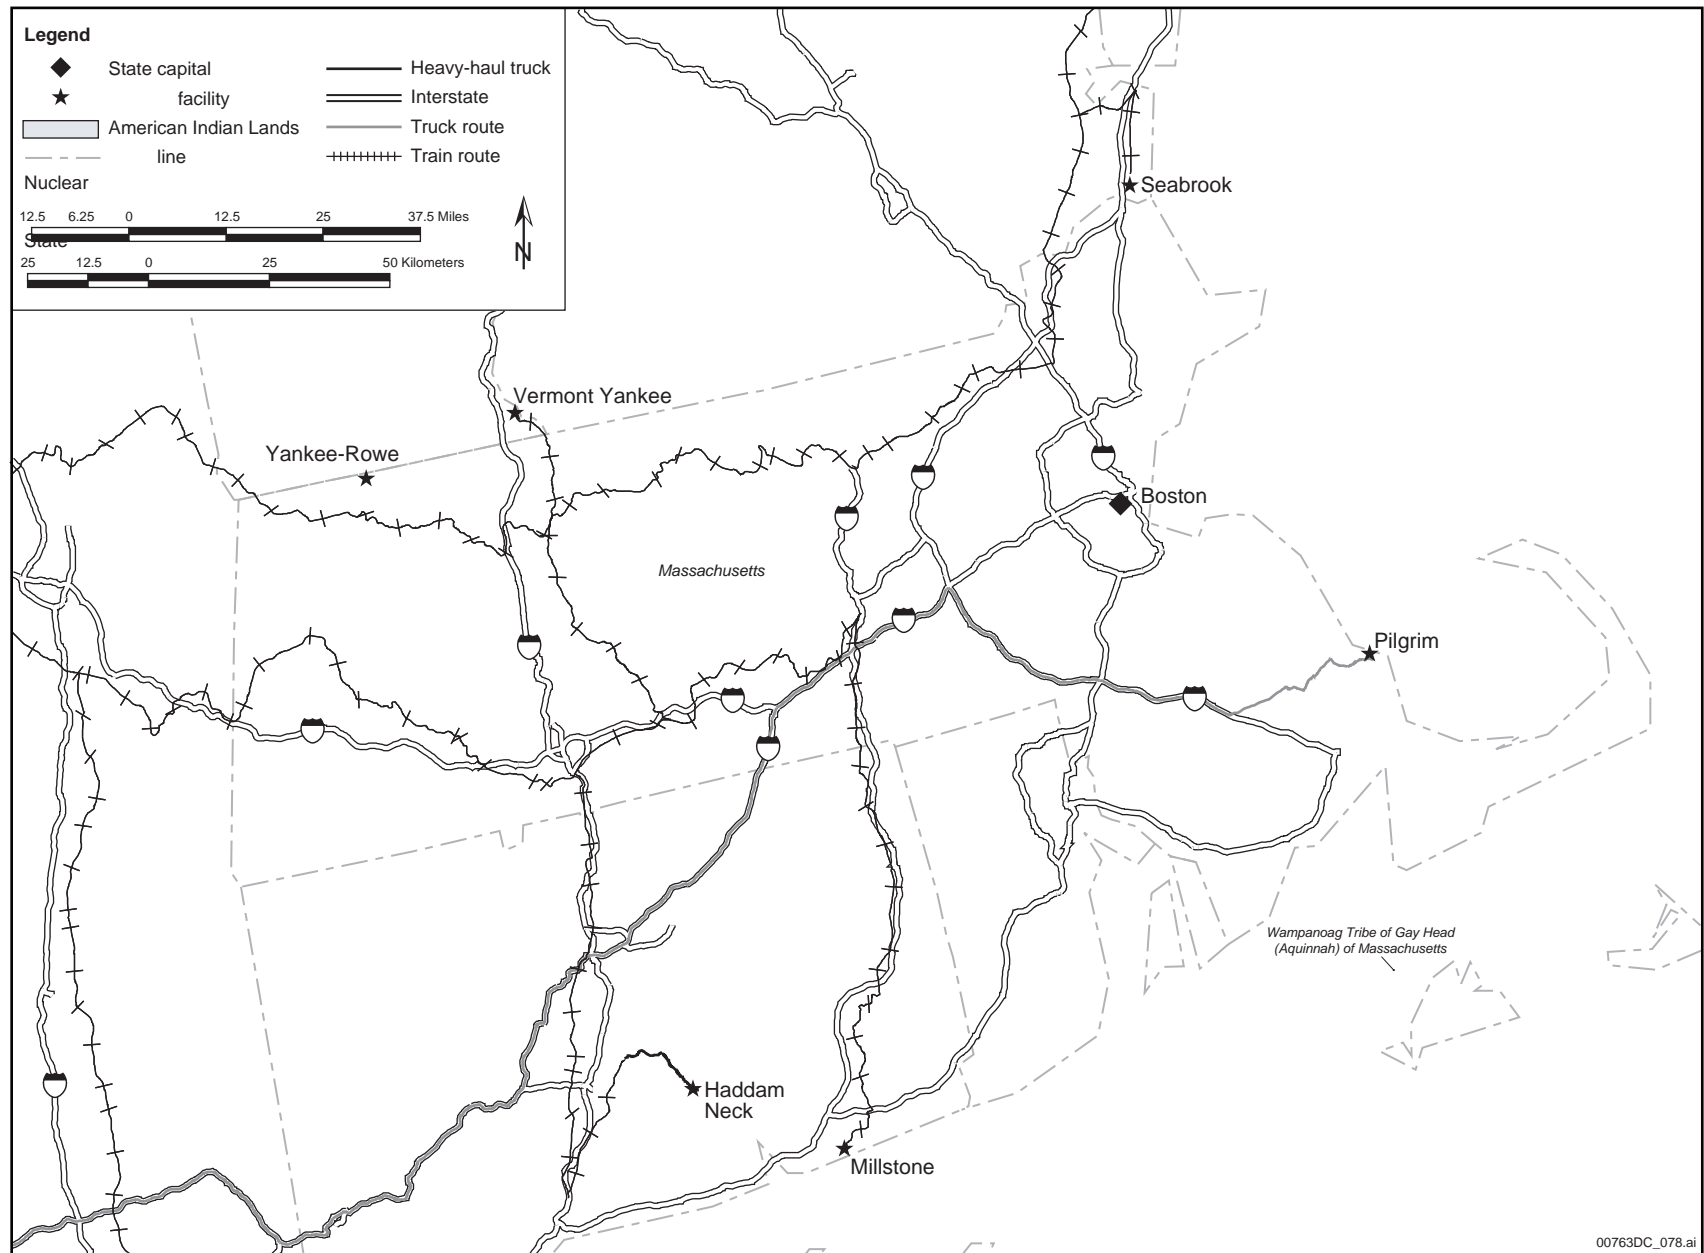 Legend
State capital
facility
American Indian Lands
line
Nuclear
Heavy-haul truck
Interstate
Truck route
Train route
12.5 6.25 0 12.5 25 37.5 Miles
State
25 12.5 0 25 50 Kilometers
N
Seabrook
Vermont Yankee
Yankee-Rowe
Boston
Massachusetts
Pilgrim
Wampanoag Tribe of Gay Head
(Aquinnah) of Massachusetts
Haddam
Neck
Millstone
00763DC_078.ai